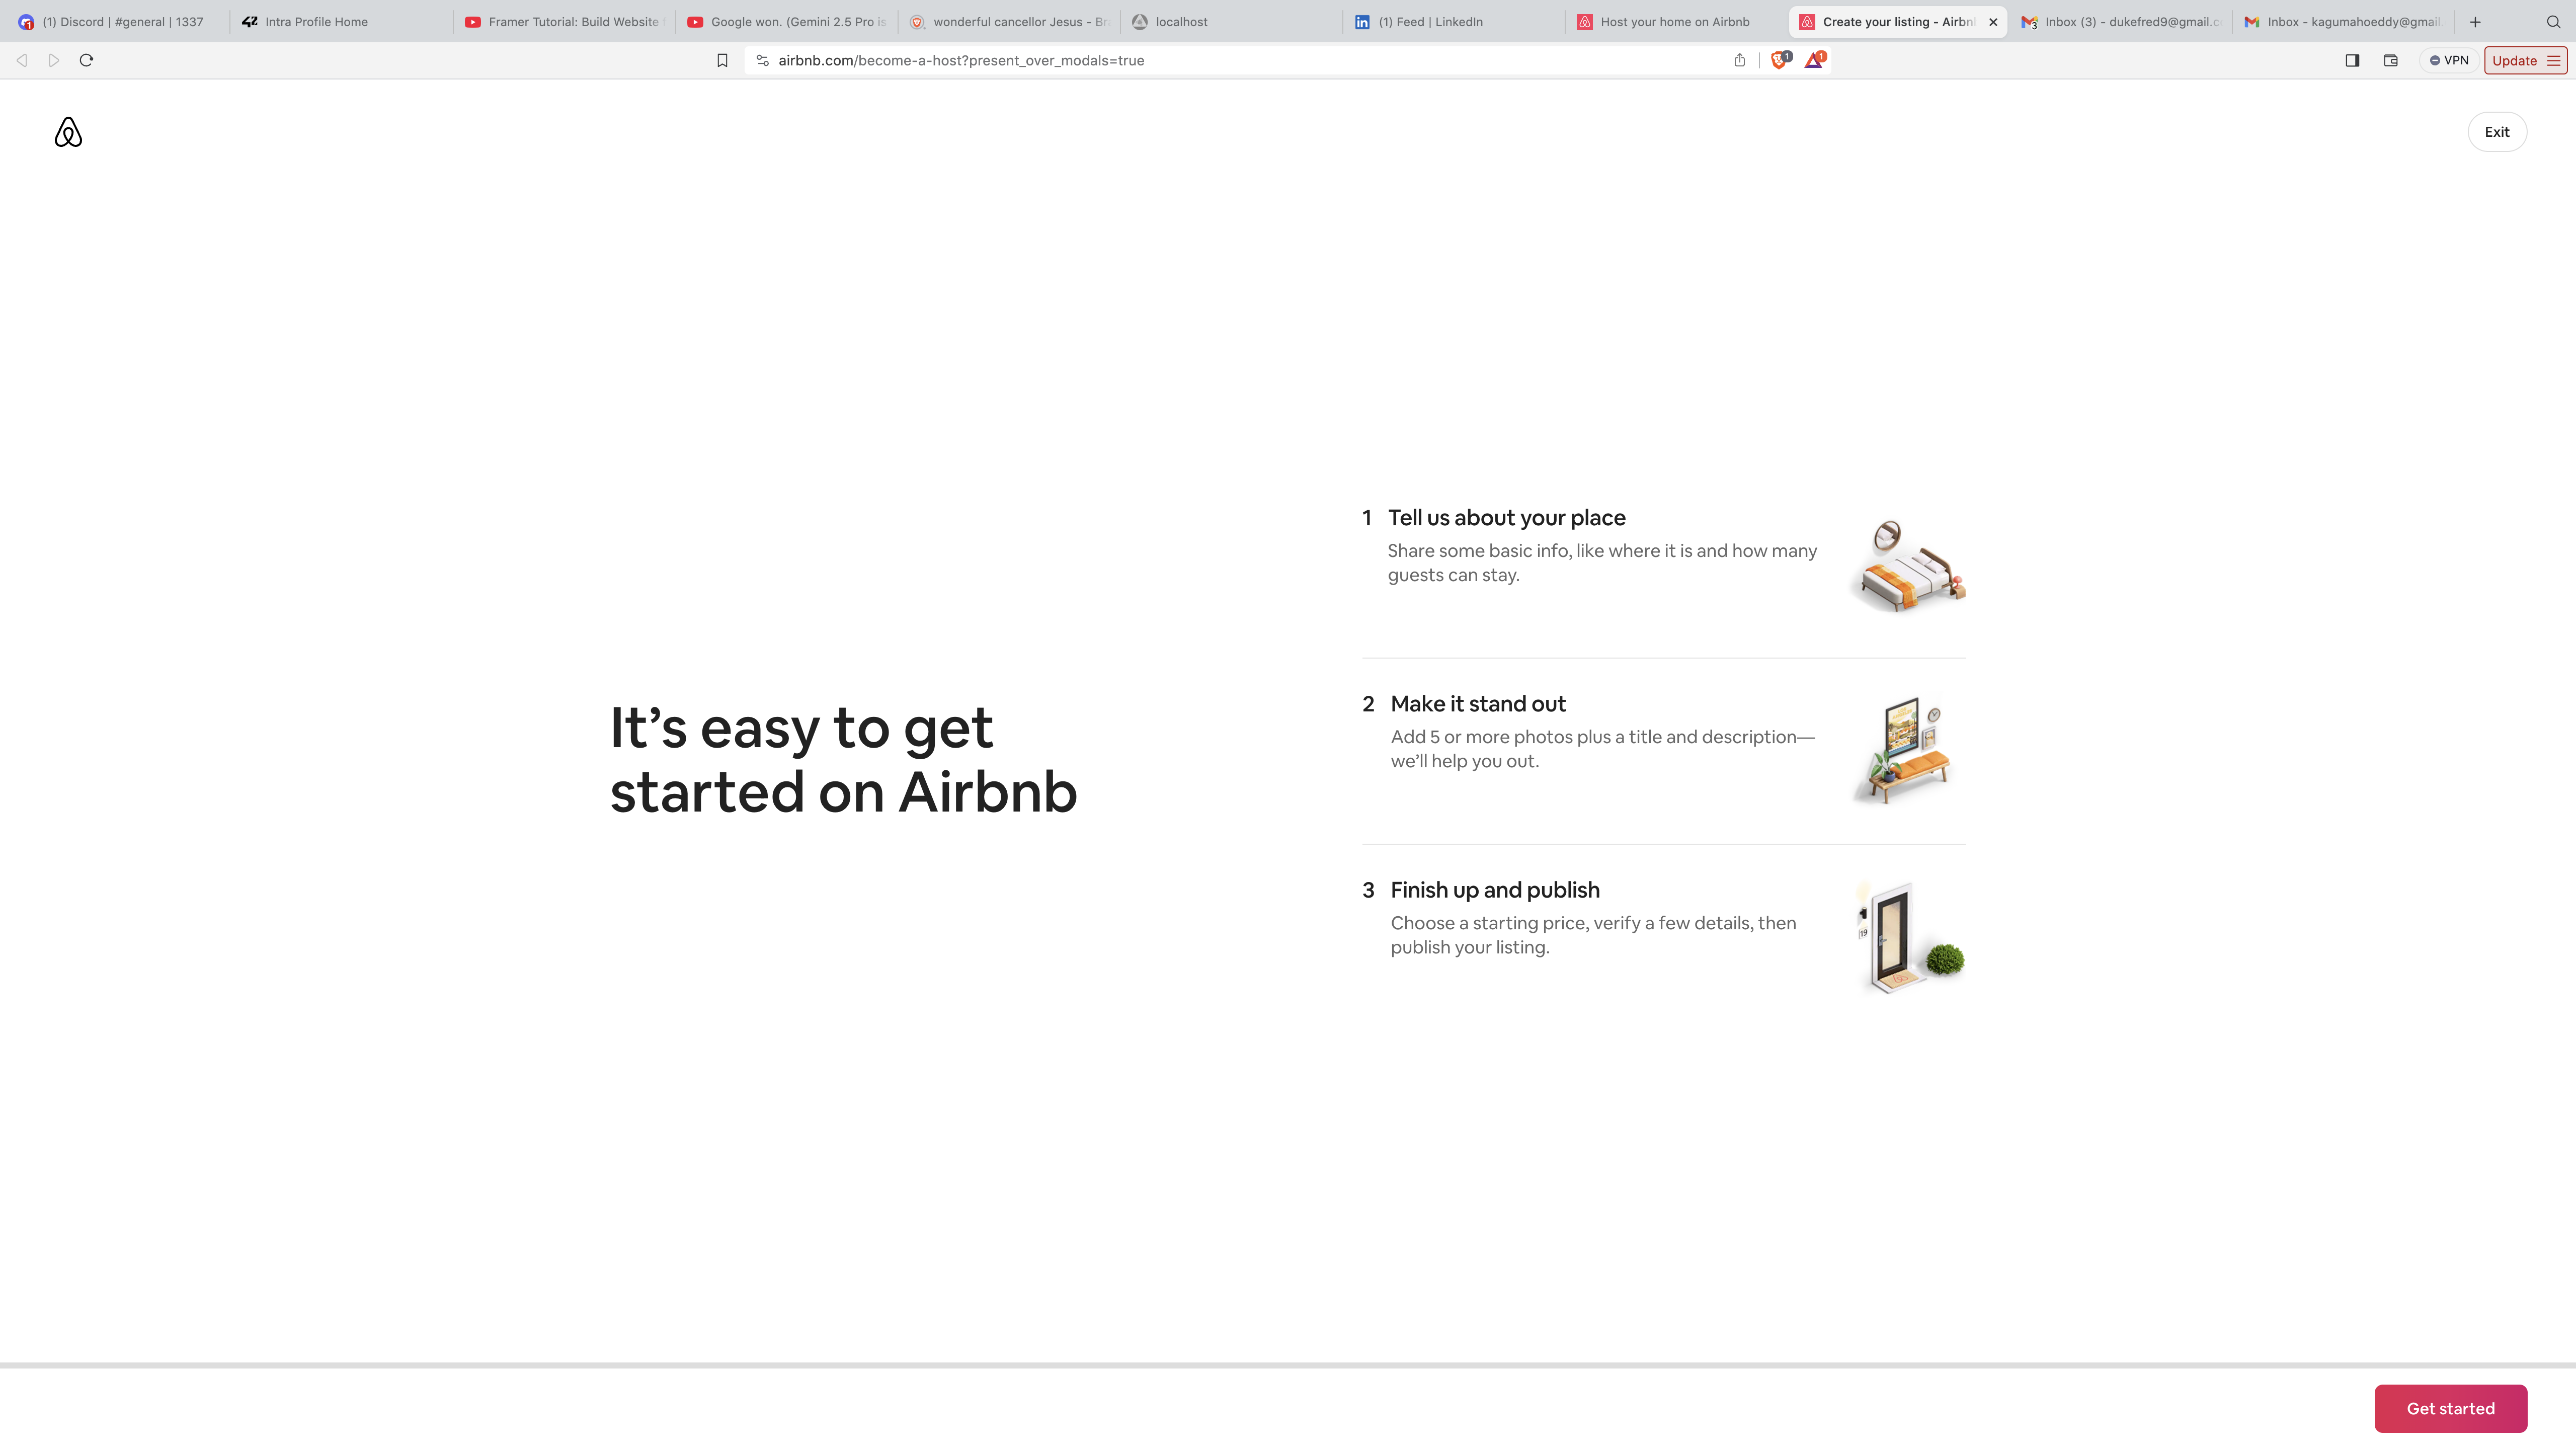 (1) Discord | #general | 1337
Intra Profile Home
Framer Tutorial: Build Website
Google won. (Gemini 2.5 Pro is
wonderful cancellor Jesus - Bra
localhost
(1) Feed | LinkedIn
Host your home on Airbnb
Create your listing - Airbn
Inbox (3) - dukefred9@gmail.c
Inbox - kagumahoeddy@gmail.
airbnb.com/become-a-host?present_over_modals=true
1
1
VPN
Update
Exit
It’s easy to get
started on Airbnb
1 Tell us about your place
Share some basic info, like where it is and how many
guests can stay.
2 Make it stand out
Add 5 or more photos plus a title and description—
we’ll help you out.
3 Finish up and publish
Choose a starting price, verify a few details, then
publish your listing.
19
Get started